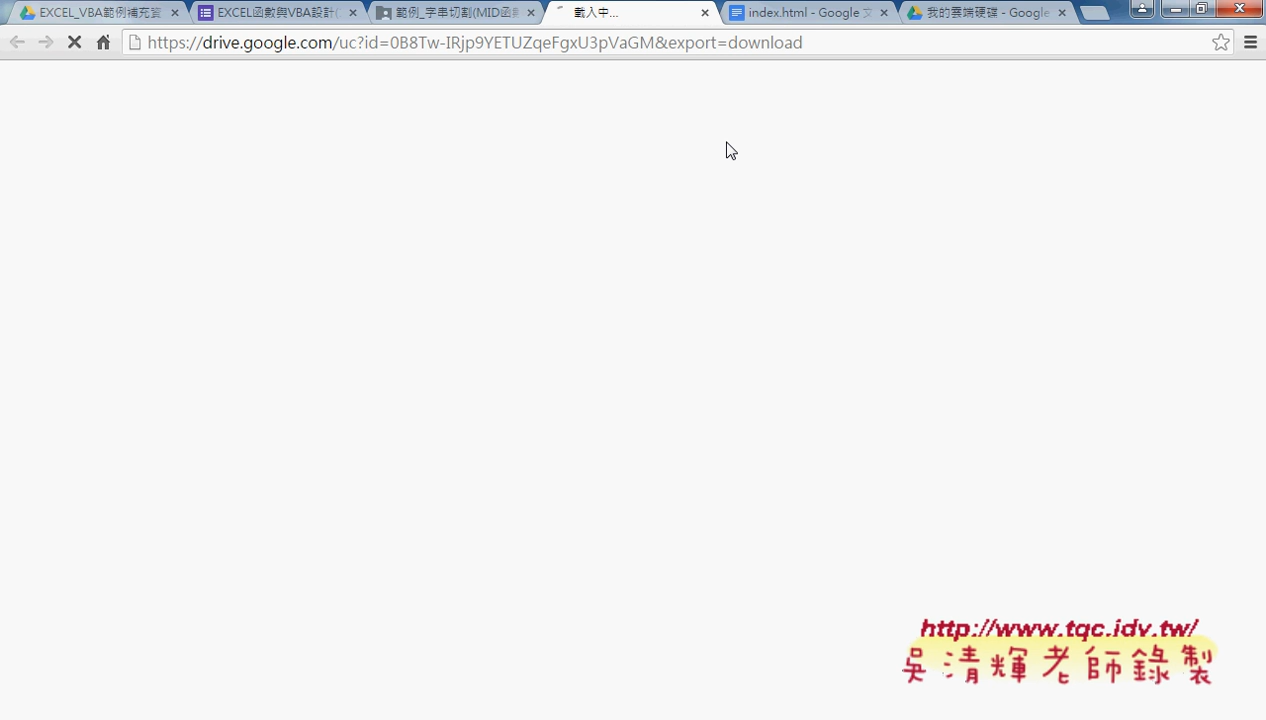 EXCEL_VBA範例補充資
EXCEL函數與VBA設計(
範例_字串切割(MID函數
載入中...
index.html - Google 文
我的雲端硬碟 - Google
https://drive.google.com/uc?id=0B8Tw-IRjp9YETUZqeFgxU3pVaGM&export=download
http://www.tqc.idv.tw/
吳清輝老師錄製